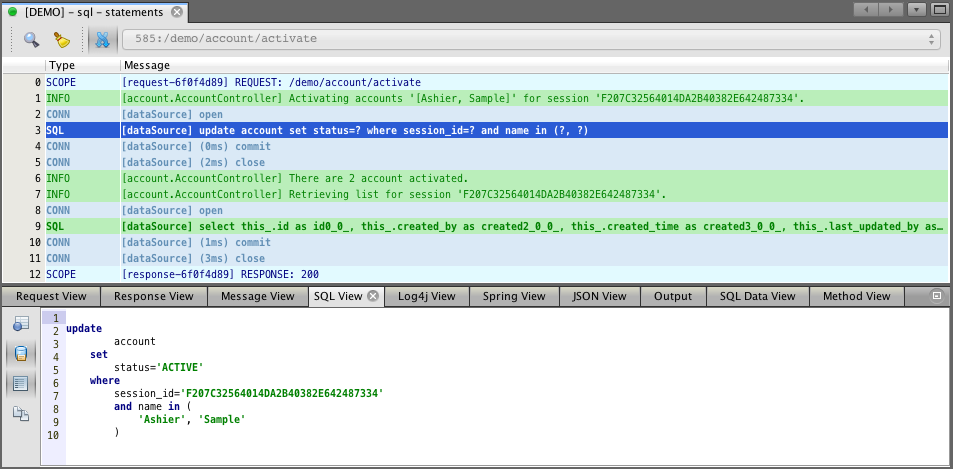 [DEMO] - sql - statements
585:/demo/account/activate
Type Message
0 SCOPE [request-6f0f4d89] REQUEST: /demo/account/activate
1 INFO [account.AccountController] Activating accounts '[Ashier, Sample]' for session 'F207C32564014DA2B40382E642487334'.
2 CONN [dataSource] open
3 SQL [dataSource] update account set status=? where session_id=? and name in (?, ?)
4 CONN [dataSource] (0ms) commit
5 CONN [dataSource] (2ms) close
6 INFO [account.AccountController] There are 2 account activated.
7 INFO [account.AccountController] Retrieving list for session 'F207C32564014DA2B40382E642487334'.
8 CONN [dataSource] open
9 SQL [dataSource] select this_.id as id0_0_, this_.created_by as created2_0_0_, this_.created_time as created3_0_0_, this_.last_updated_by as...
10 CONN [dataSource] (1ms) commit
11 CONN [dataSource] (3ms) close
12 SCOPE [response-6f0f4d89] RESPONSE: 200
Request View Response View Message View SQL View Log4j View Spring View JSON View Output SQL Data View Method View
1
2 update
3 account
4 set
5 status='ACTIVE'
6 where
7 session_id='F207C32564014DA2B40382E642487334'
8 and name in (
9 'Ashier', 'Sample'
10 )